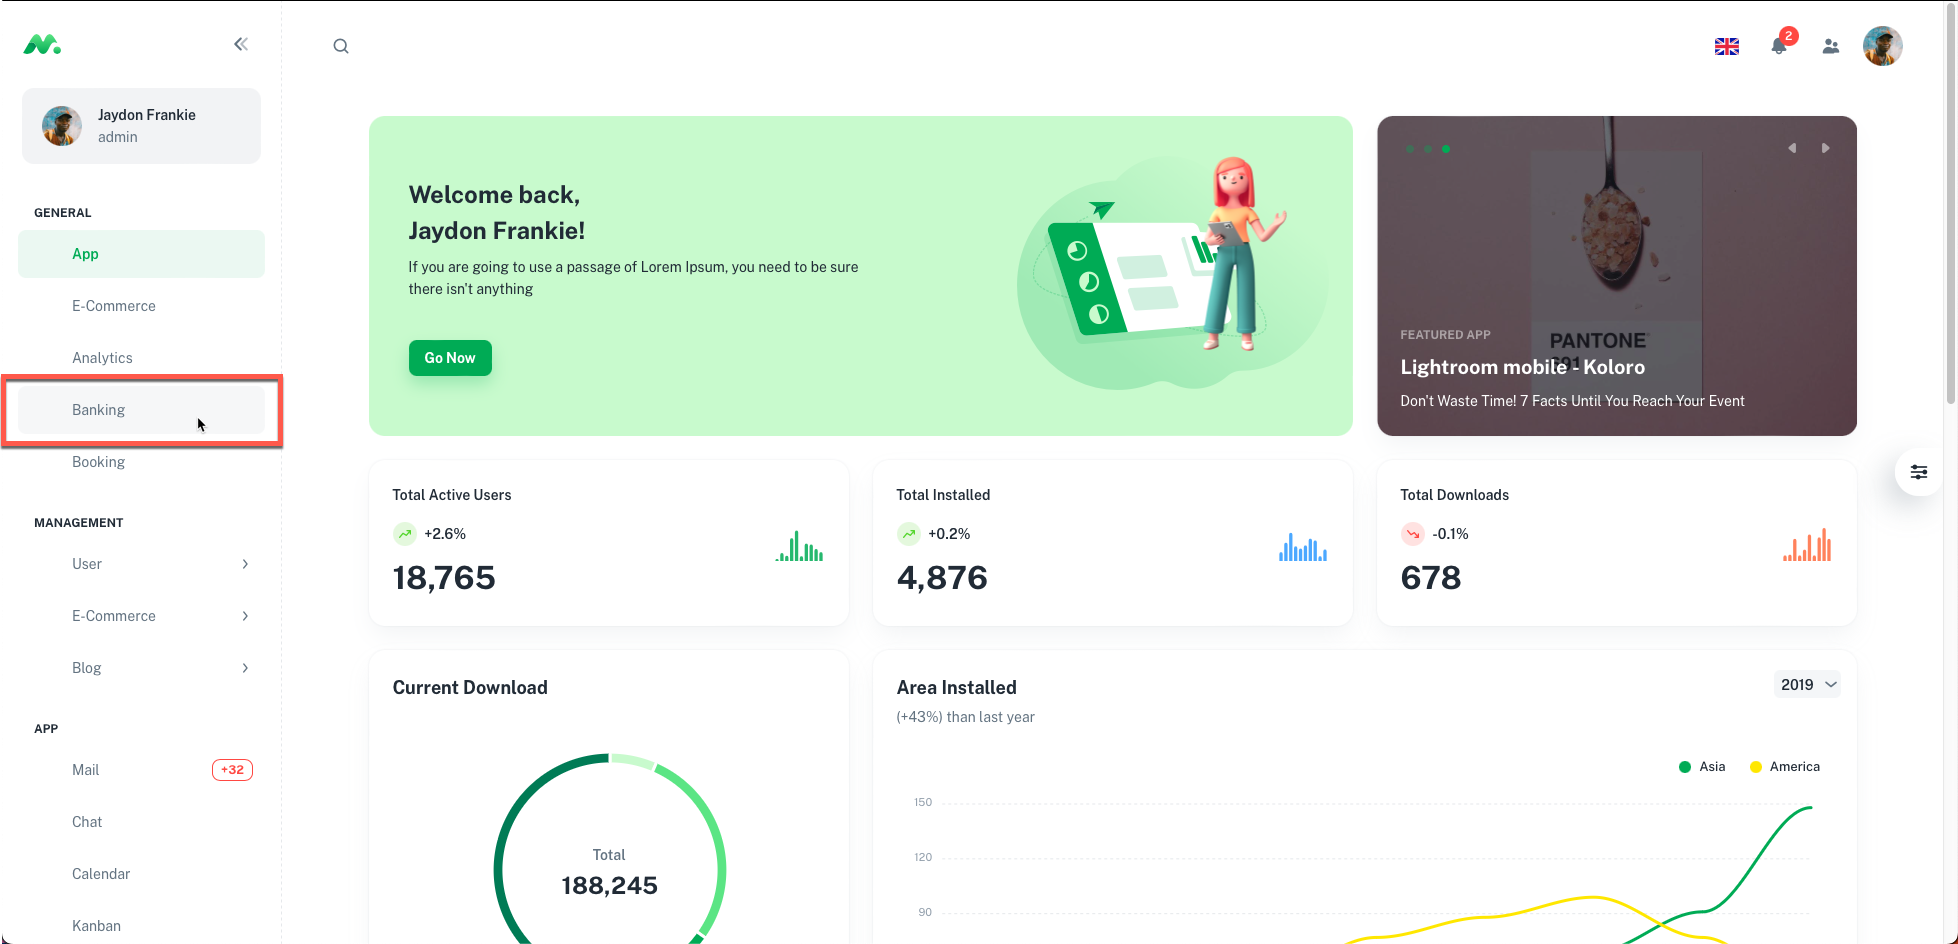 Jaydon Frankie
admin
GENERAL
App
E-Commerce
Analytics
Banking
Booking
MANAGEMENT
User
E-Commerce
Blog
APP
Mail
+32
Chat
Calendar
Kanban
2
Welcome back,
Jaydon Frankie!
If you are going to use a passage of Lorem Ipsum, you need to be sure
there isn't anything
Go Now
PANTONE
691
FEATURED APP
Lightroom mobile - Koloro
Don't Waste Time! 7 Facts Until You Reach Your Event
Total Active Users
+2.6%
18,765
Total Installed
+0.2%
4,876
Total Downloads
-0.1%
678
Current Download
Total
188,245
Area Installed
(+43%) than last year
2019
Asia
America
150
120
90